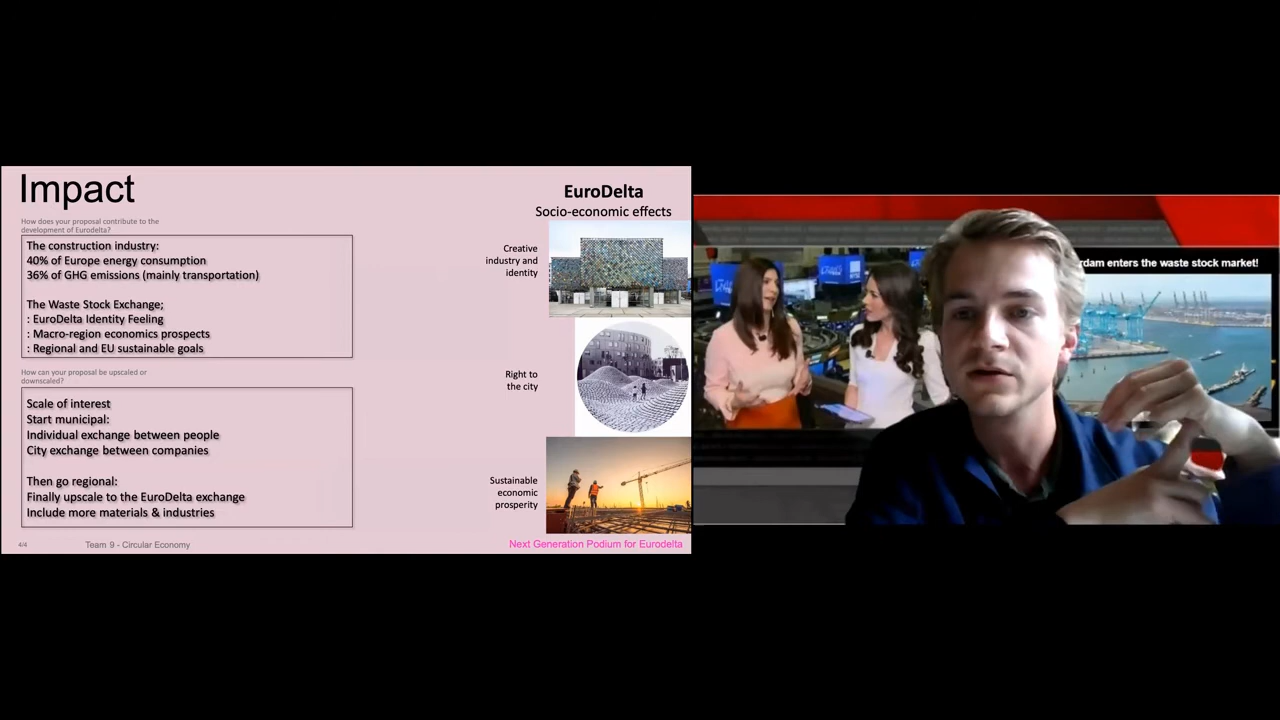 Impact
How does your proposal contribute to the
development of Eurodelta?
The construction industry:
40% of Europe energy consumption
36% of GHG emissions (mainly transportation)
The Waste Stock Exchange;
: EuroDelta Identity Feeling
: Macro-region economics prospects
: Regional and EU sustainable goals
How can your proposal be upscaled or
downscaled?
Scale of interest
Start municipal:
Individual exchange between people
City exchange between companies
Then go regional:
Finally upscale to the EuroDelta exchange
Include more materials & industries
EuroDelta
Socio-economic effects
Creative
industry and
identity
Right to
the city
Sustainable
economic
prosperity
4/4
Team 9 - Circular Economy
Next Generation Podium for Eurodelta
rdam enters the waste stock market!